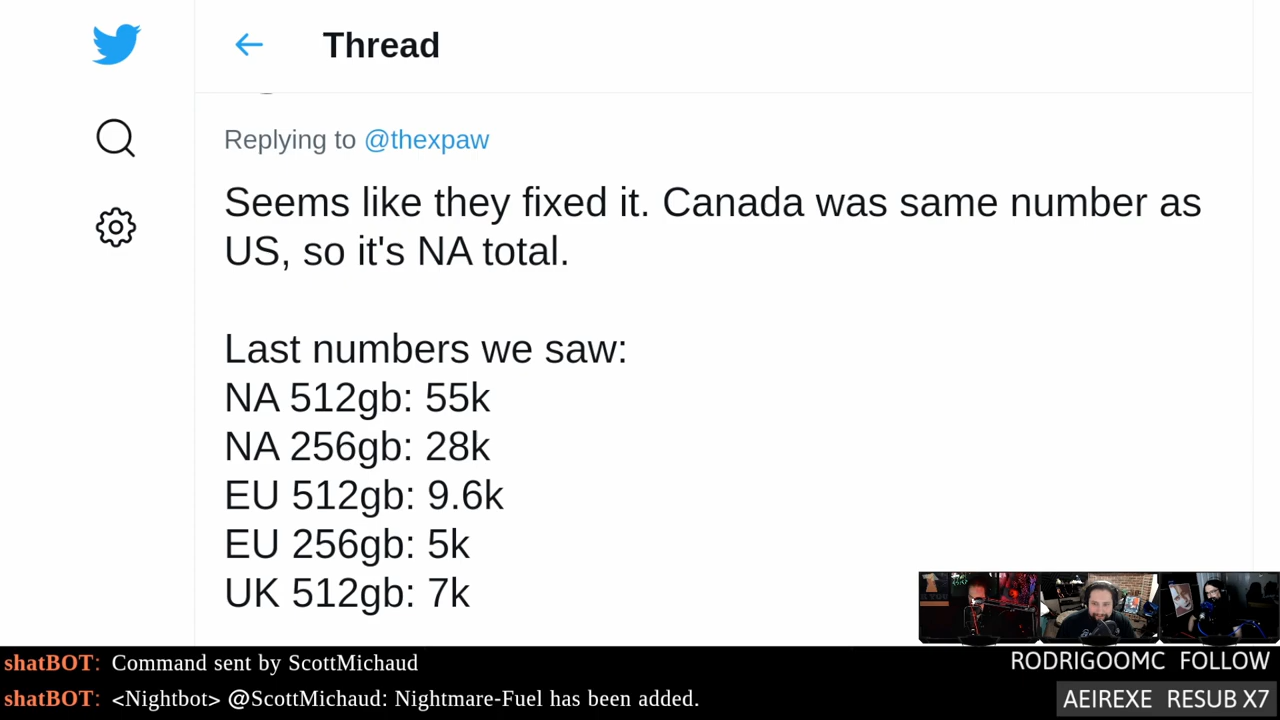 Thread
Replying to @thexpaw
Seems like they fixed it. Canada was same number as
US, so it's NA total.
Last numbers we saw:
NA 512gb: 55k
NA 256gb: 28k
EU 512gb: 9.6k
EU 256gb: 5k
UK 512gb: 7k
shatBOT: Command sent by ScottMichaud
shatBOT: <Nightbot> @ScottMichaud: Nightmare-Fuel has been added.
RODRIGOOMC FOLLOW
AEIREXE RESUB X7